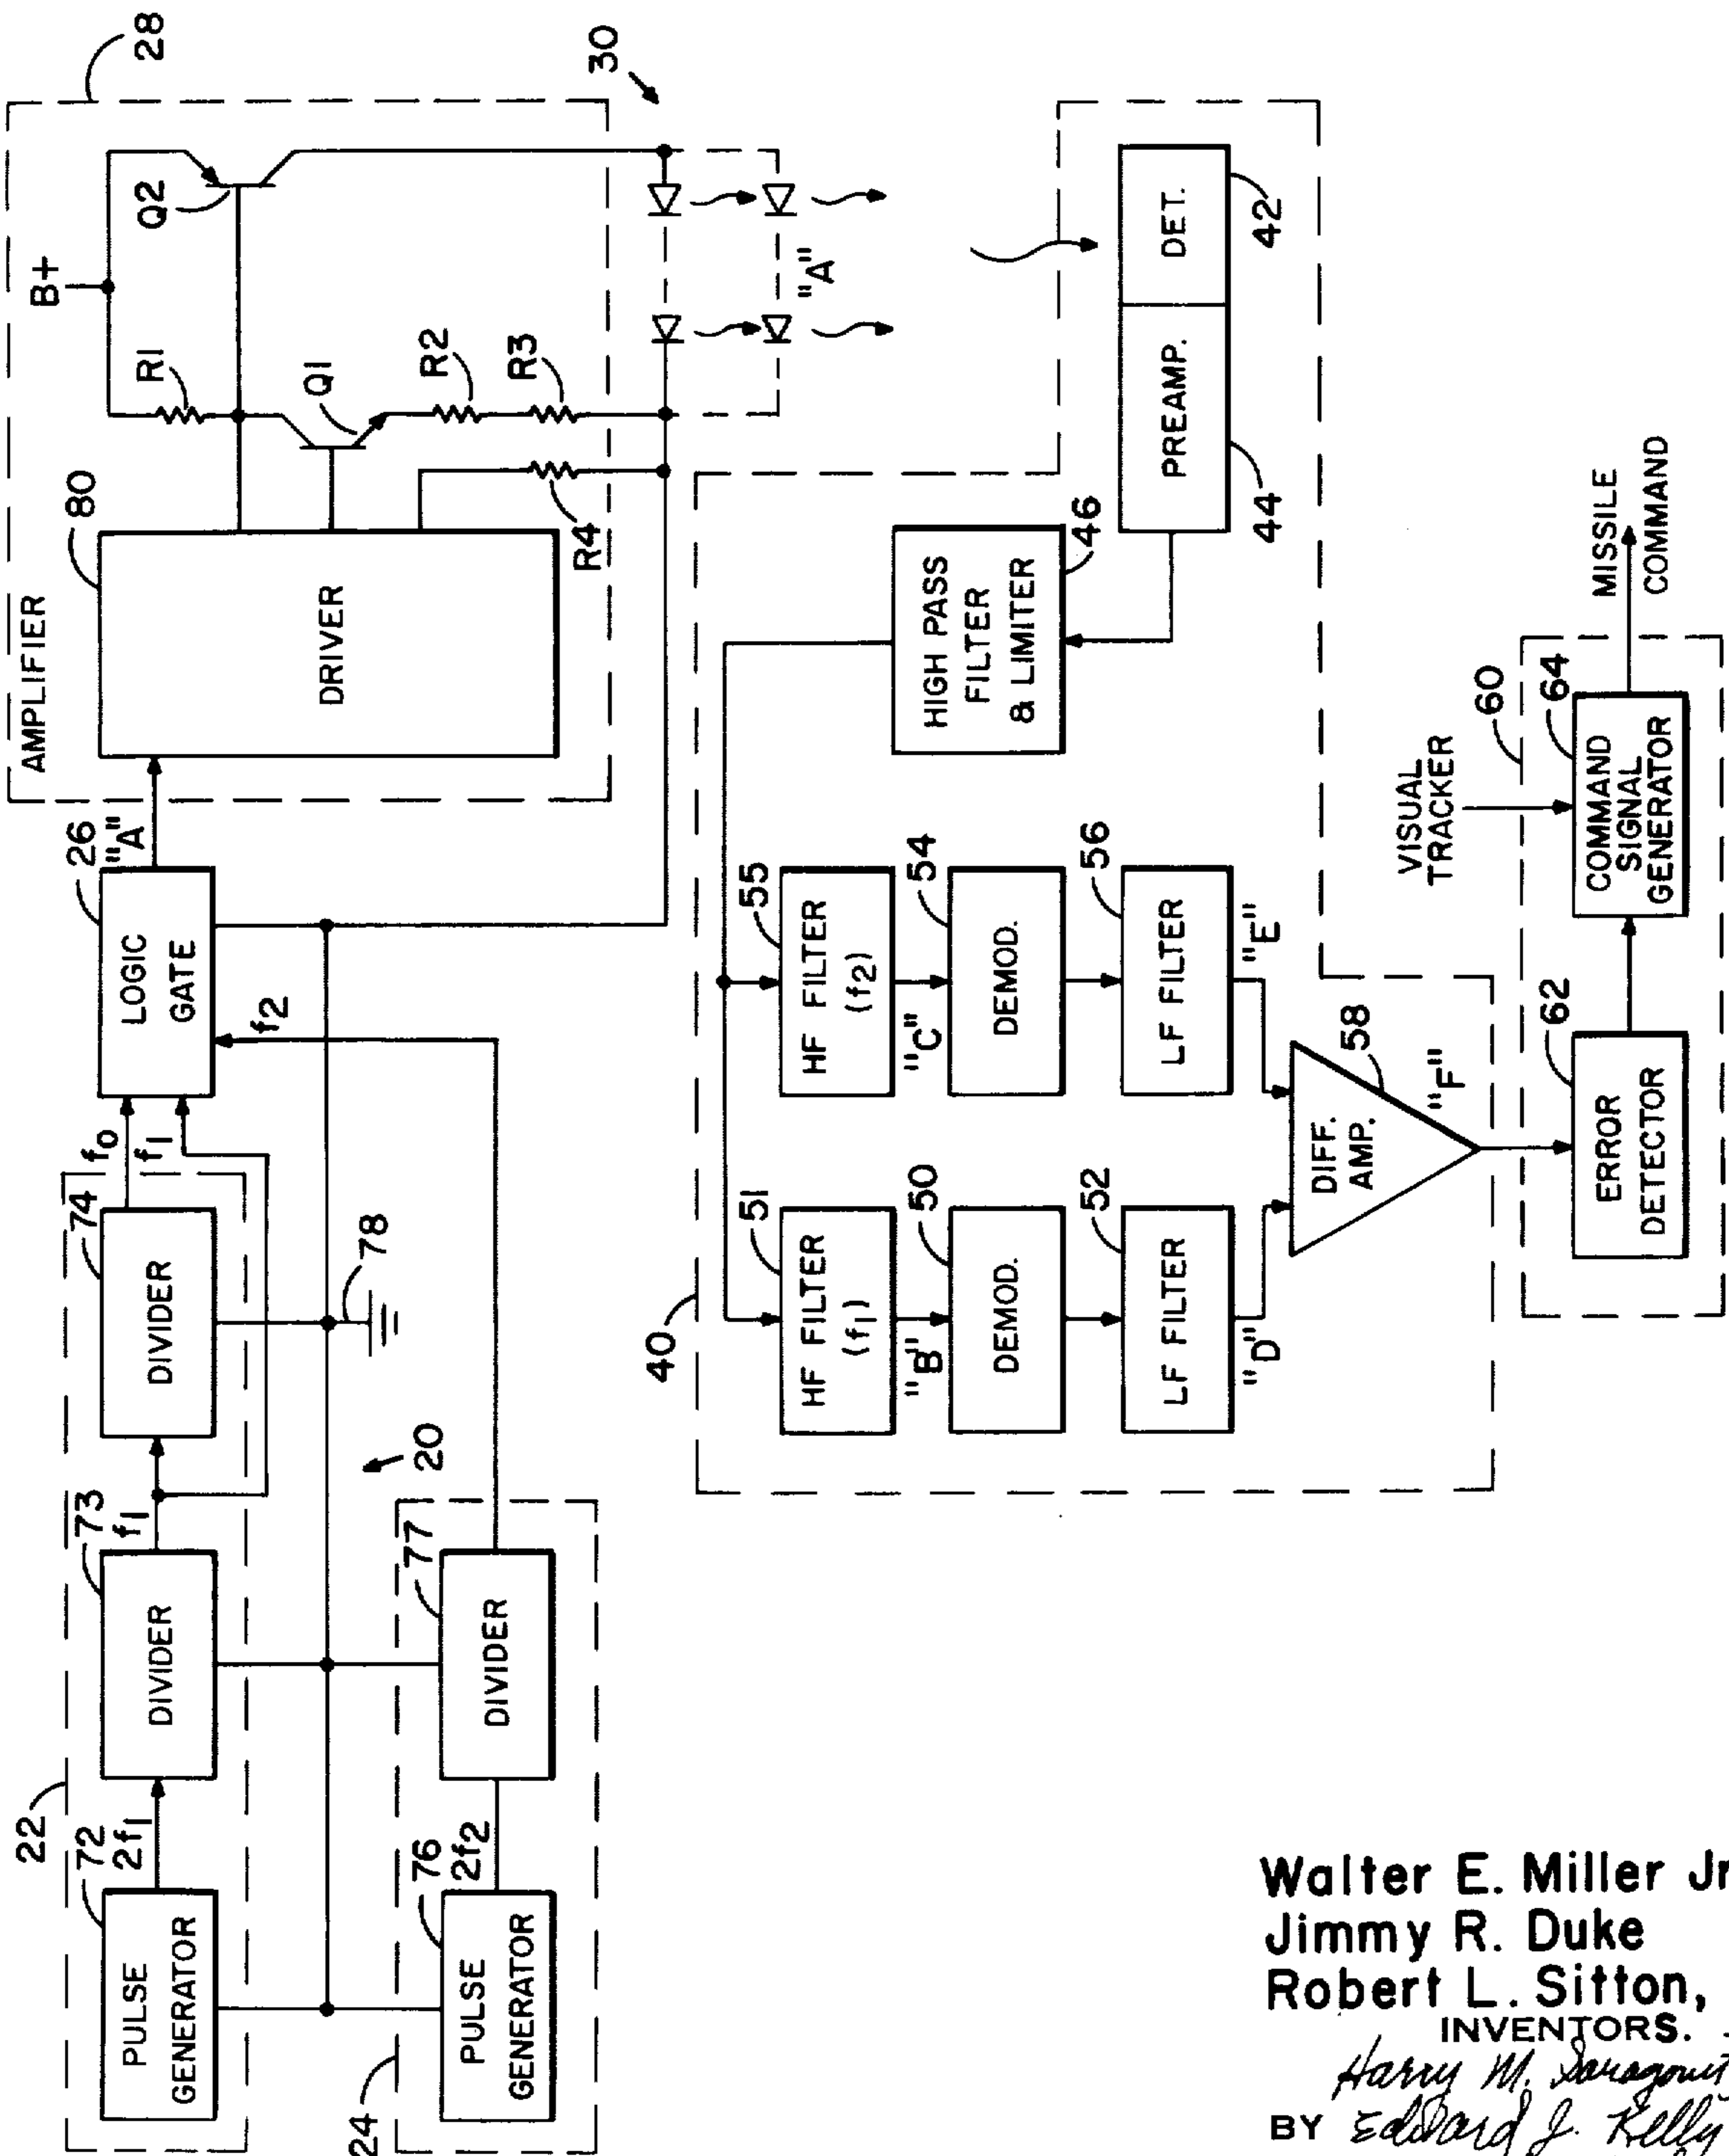 22
72
2f1
PULSE
GENERATOR
73
f1
DIVIDER
74
DIVIDER
f0
f1
24
76
2f2
PULSE
GENERATOR
77
DIVIDER
20
78
f2
26
"A"
LOGIC
GATE
AMPLIFIER
28
80
DRIVER
B+
R1
Q1
Q2
R2
R3
R4
30
"A"
40
DET.
42
PREAMP.
44
HIGH PASS
FILTER
& LIMITER
46
51
HF FILTER
(f1)
"B"
50
DEMOD.
52
LF FILTER
"D"
55
HF FILTER
(f2)
"C"
54
DEMOD.
56
LF FILTER
"E"
DIFF.
AMP.
58
"F"
60
62
ERROR
DETECTOR
VISUAL
TRACKER
64
COMMAND
SIGNAL
GENERATOR
MISSILE
COMMAND
Walter E. Miller Jr
Jimmy R. Duke
Robert L. Sitton,
INVENTORS.
Harry M.
BY Edward J. Kelly